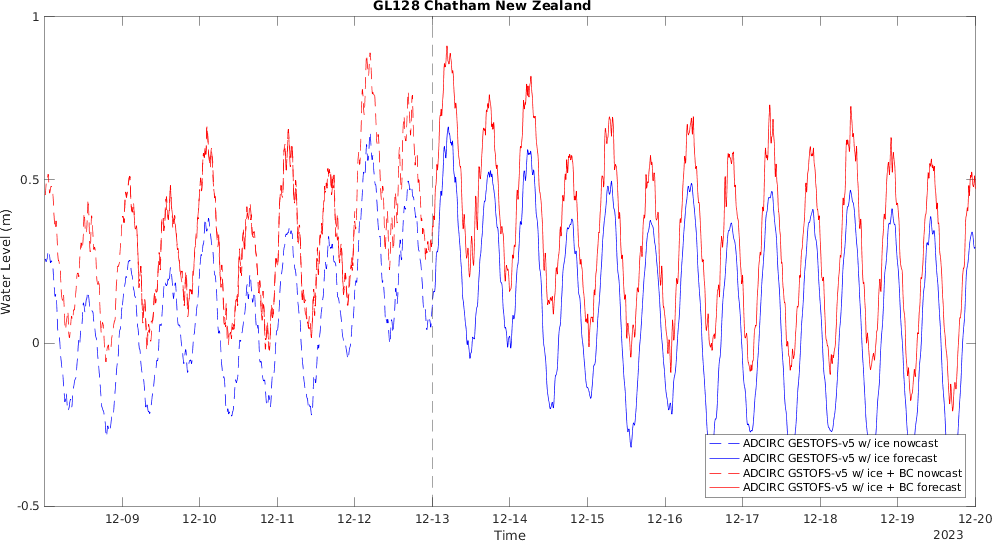 GL128 Chatham New Zealand
1
0.5
0
-0.5
Water Level (m)
ADCIRC GESTOFS-v5 w/ ice nowcast
ADCIRC GESTOFS-v5 w/ ice forecast
ADCIRC GSTOFS-v5 w/ ice + BC nowcast
ADCIRC GSTOFS-v5 w/ ice + BC forecast
12-09 12-10 12-11 12-12 12-13 12-14 12-15 12-16 12-17 12-18 12-19 12-20
Time
2023